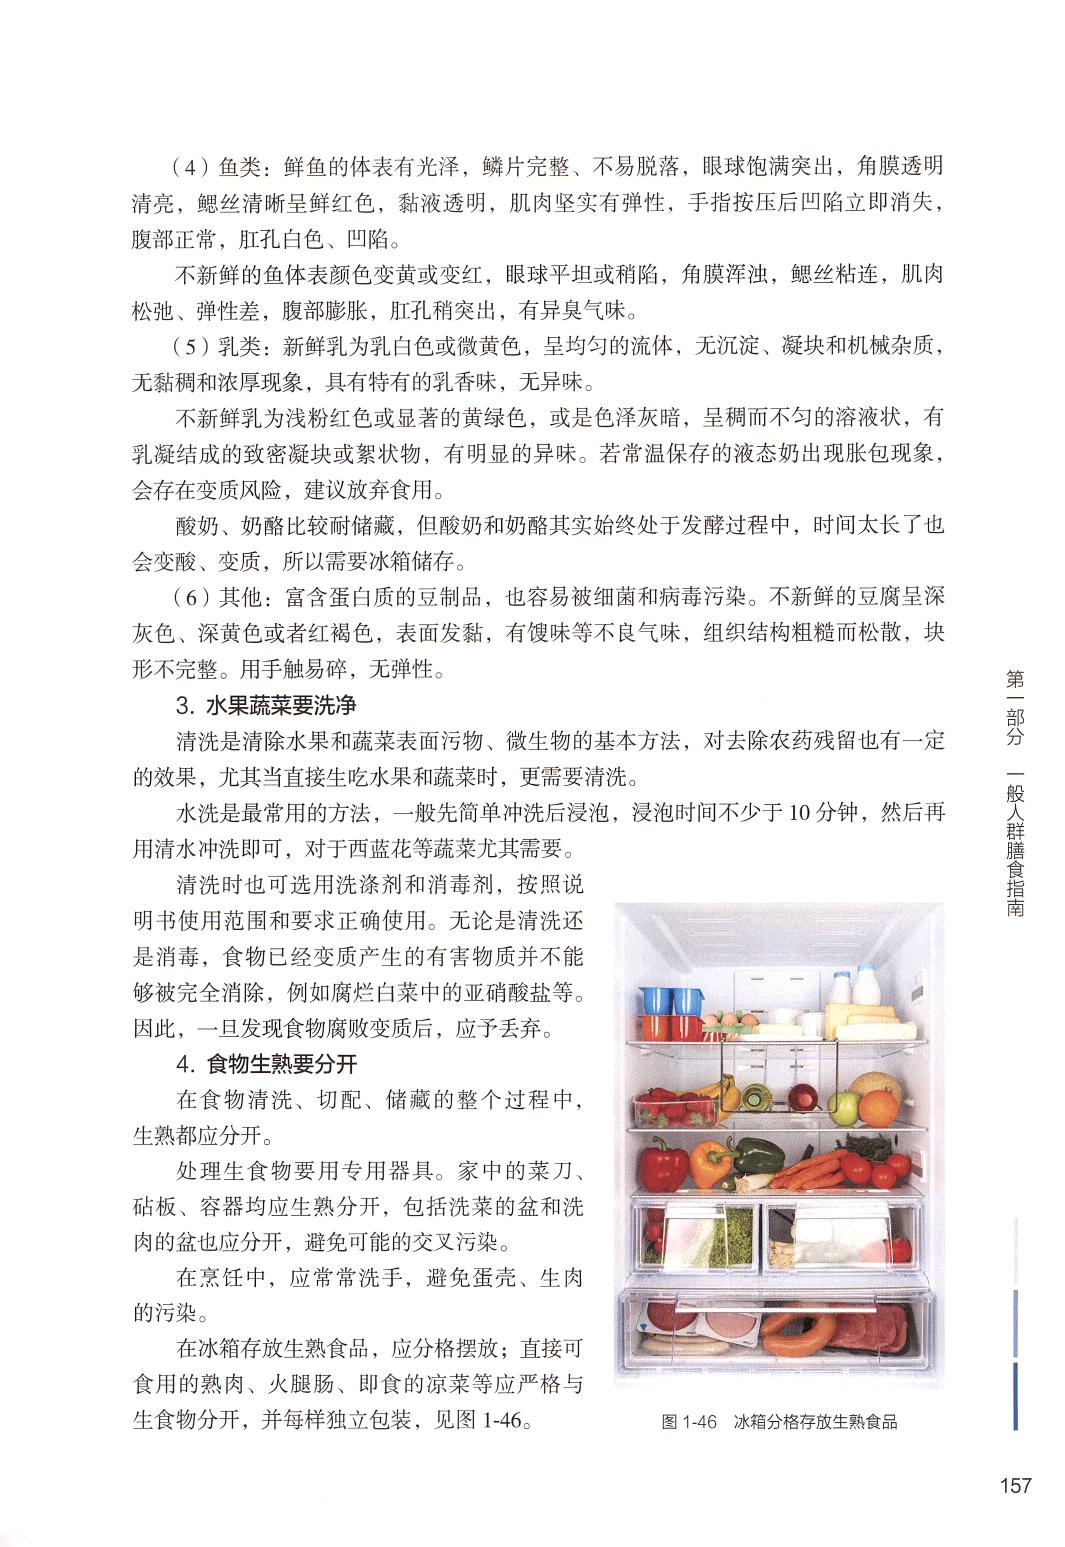 （4）鱼类：鲜鱼的体表有光泽，鳞片完整、不易脱落，眼球饱满突出，角膜透明
清亮，鳃丝清晰呈鲜红色，黏液透明，肌肉坚实有弹性，手指按压后凹陷立即消失，
腹部正常，肛孔白色、凹陷。
不新鲜的鱼体表颜色变黄或变红，眼球平坦或稍陷，角膜浑浊，鳃丝粘连，肌肉
松弛、弹性差，腹部膨胀，肛孔稍突出，有异臭气味。
（5）乳类：新鲜乳为乳白色或微黄色，呈均匀的流体，无沉淀、凝块和机械杂质，
无黏稠和浓厚现象，具有特有的乳香味，无异味。
不新鲜乳为浅粉红色或显著的黄绿色，或是色泽灰暗，呈稠而不匀的溶液状，有
乳凝结成的致密凝块或絮状物，有明显的异味。若常温保存的液态奶出现胀包现象，
会存在变质风险，建议放弃食用。
酸奶、奶酪比较耐储藏，但酸奶和奶酪其实始终处于发酵过程中，时间太长了也
会变酸、变质，所以需要冰箱储存。
（6）其他：富含蛋白质的豆制品，也容易被细菌和病毒污染。不新鲜的豆腐呈深
灰色、深黄色或者红褐色，表面发黏，有馊味等不良气味，组织结构粗糙而松散，块
形不完整。用手触易碎，无弹性。
3. 水果蔬菜要洗净
清洗是清除水果和蔬菜表面污物、微生物的基本方法，对去除农药残留也有一定
的效果，尤其当直接生吃水果和蔬菜时，更需要清洗。
水洗是最常用的方法，一般先简单冲洗后浸泡，浸泡时间不少于 10 分钟，然后再
用清水冲洗即可，对于西蓝花等蔬菜尤其需要。
清洗时也可选用洗涤剂和消毒剂，按照说
明书使用范围和要求正确使用。无论是清洗还
是消毒，食物已经变质产生的有害物质并不能
够被完全消除，例如腐烂白菜中的亚硝酸盐等。
因此，一旦发现食物腐败变质后，应予丢弃。
4. 食物生熟要分开
在食物清洗、切配、储藏的整个过程中，
生熟都应分开。
处理生食物要用专用器具。家中的菜刀、
砧板、容器均应生熟分开，包括洗菜的盆和洗
肉的盆也应分开，避免可能的交叉污染。
在烹饪中，应常常洗手，避免蛋壳、生肉
的污染。
在冰箱存放生熟食品，应分格摆放；直接可
食用的熟肉、火腿肠、即食的凉菜等应严格与
生食物分开，并每样独立包装，见图 1-46。
图 1-46 冰箱分格存放生熟食品
第一部分 一般人群膳食指南
157